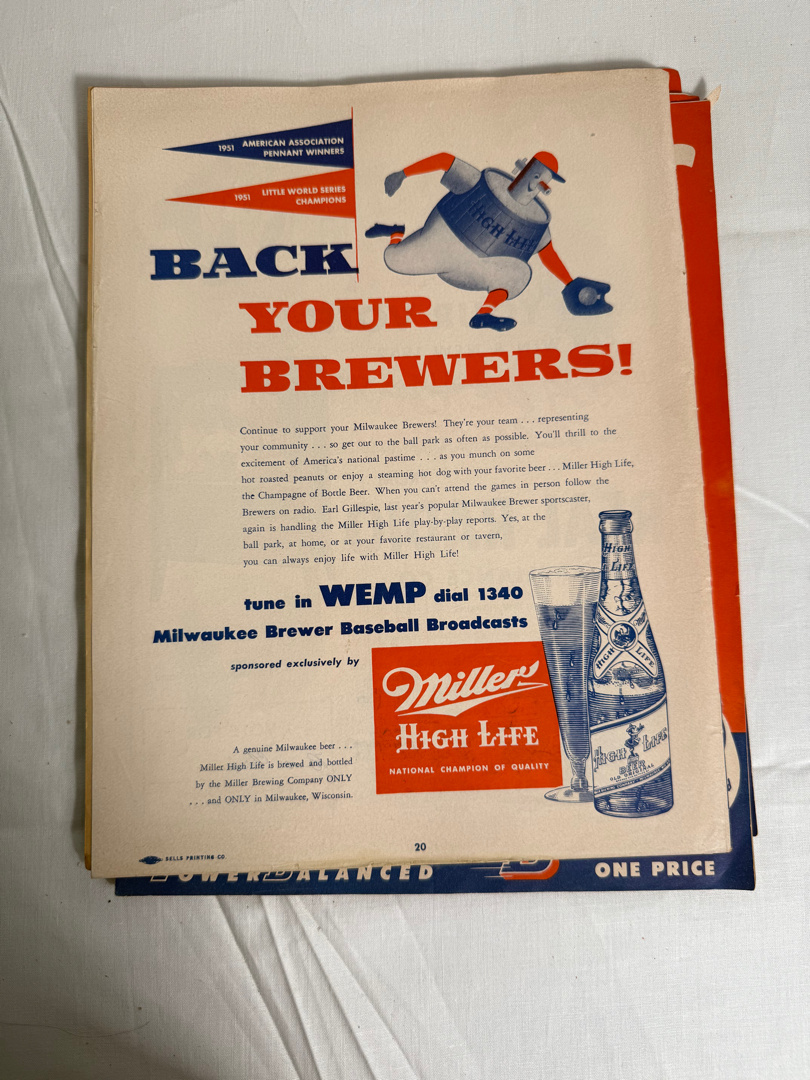 1951 AMERICAN ASSOCIATION
PENNANT WINNERS
1951 LITTLE WORLD SERIES
CHAMPIONS
HIGH LIFE
BACK
YOUR
BREWERS!
Continue to support your Milwaukee Brewers! They're your team . . . representing
your community . . . so get out to the ball park as often as possible. You'll thrill to the
excitement of America's national pastime . . . as you munch on some
hot roasted peanuts or enjoy a steaming hot dog with your favorite beer . . . Miller High Life,
the Champagne of Bottle Beer. When you can't attend the games in person follow the
Brewers on radio. Earl Gillespie, last year's popular Milwaukee Brewer sportscaster,
again is handling the Miller High Life play-by-play reports. Yes, at the
ball park, at home, or at your favorite restaurant or tavern,
you can always enjoy life with Miller High Life!
tune in WEMP dial 1340
Milwaukee Brewer Baseball Broadcasts
sponsored exclusively by
Miller
HIGH LIFE
NATIONAL CHAMPION OF QUALITY
HIGH
LIFE
HIGH LIFE
HIGH LIFE
BEER
A genuine Milwaukee beer . . .
Miller High Life is brewed and bottled
by the Miller Brewing Company ONLY
. . . and ONLY in Milwaukee, Wisconsin.
20
SELLS PRINTING CO.
POWER BALANCED
ONE PRICE